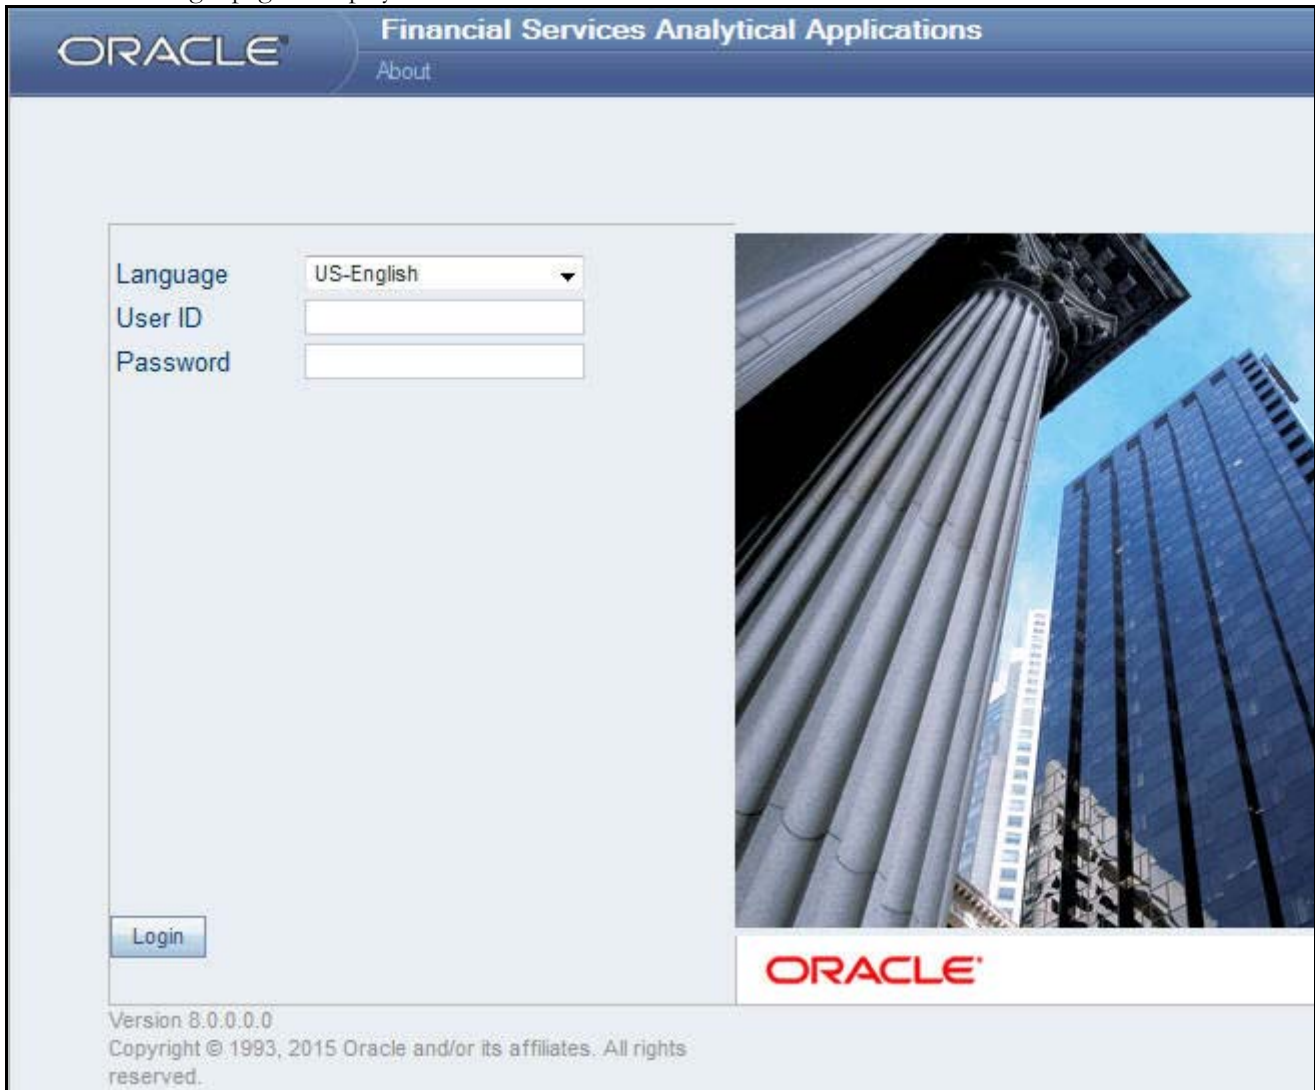 ORACLE®
Financial Services Analytical Applications
About
Language
US-English
User ID
Password
Login
ORACLE®
Version 8.0.0.0.0
Copyright © 1993, 2015 Oracle and/or its affiliates. All rights
reserved.